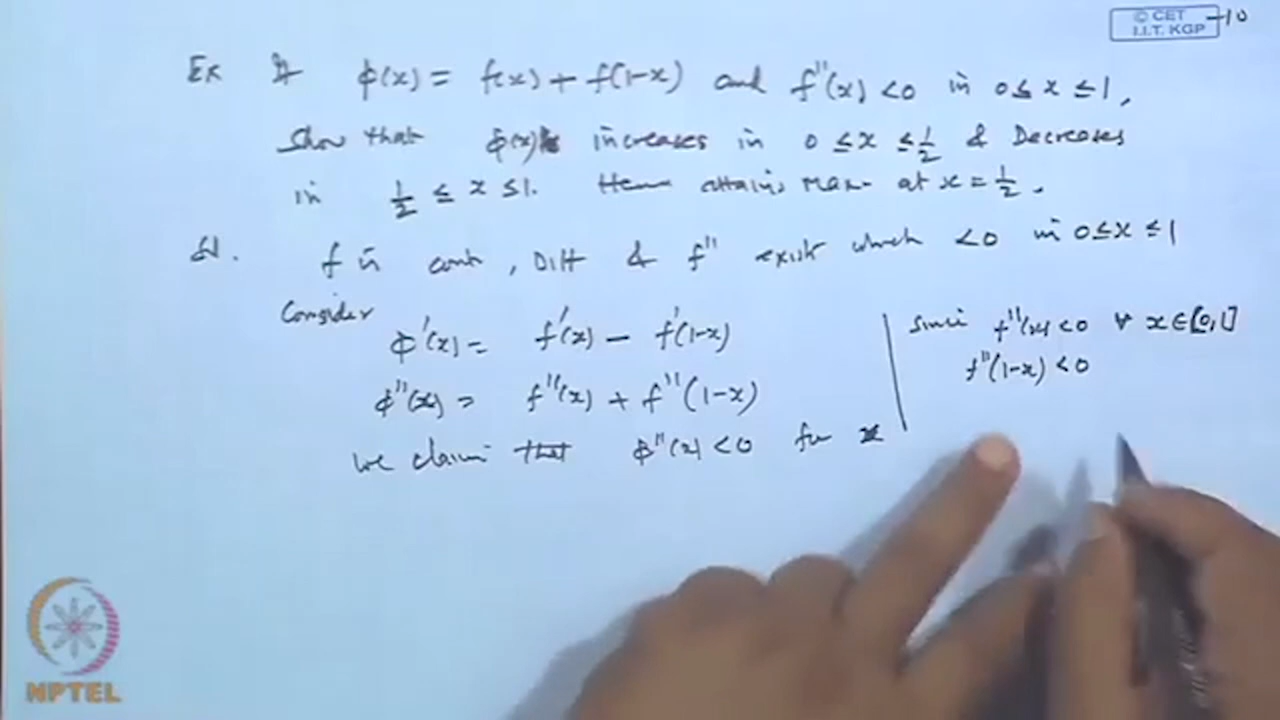 © CET
I.I.T. KGP
-10
Ex If φ(x) = f(x) + f(1-x) and f''(x) <0 in 0≤ x ≤1,
Show that φ(x) increases in 0 ≤x ≤ 1/2 & Decreases
in 1/2 ≤ x ≤1. Hence attains max at x = 1/2.
Sol. f is cont, Diff & f'' exist which <0 in 0≤x ≤1
Consider
φ'(x) = f'(x) - f'(1-x)
φ''(x) = f''(x) + f''(1-x)
we claim that φ''(x) <0 for x
Since f''(x) <0 ∀ x∈[0,1]
f''(1-x) <0
NPTEL